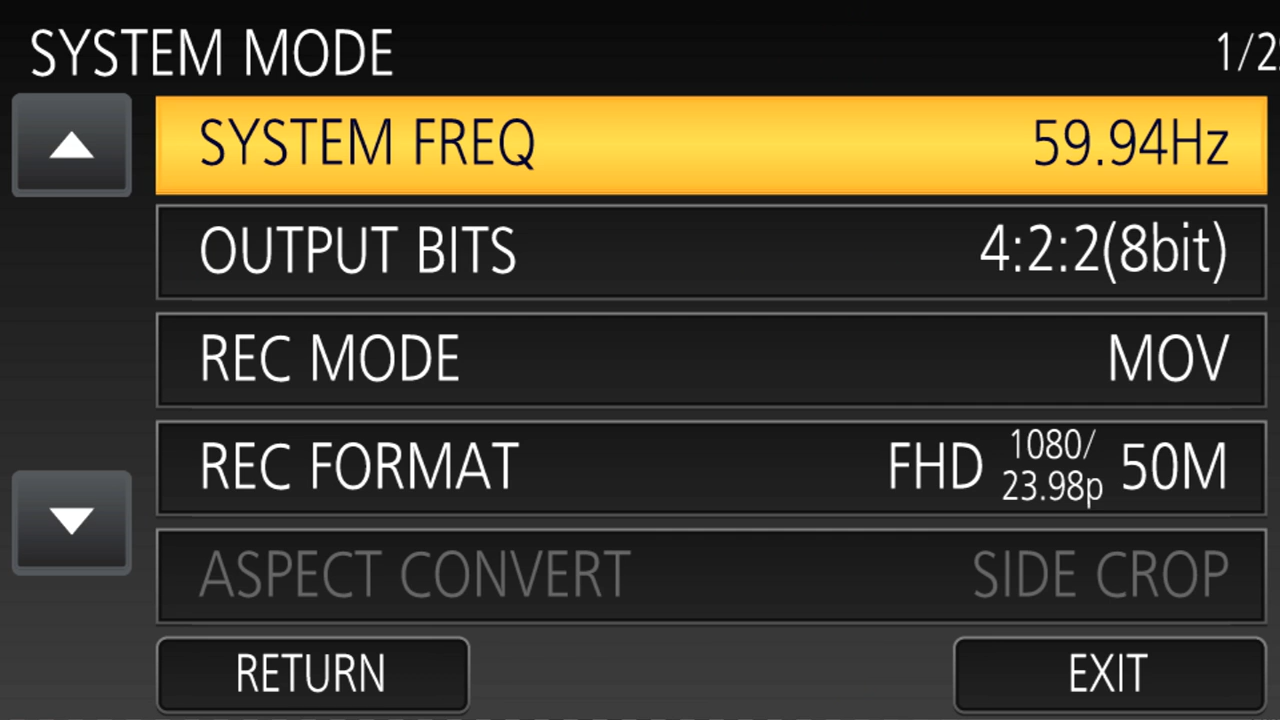 SYSTEM MODE 1/2
SYSTEM FREQ 59.94Hz
OUTPUT BITS 4:2:2(8bit)
REC MODE MOV
REC FORMAT FHD 1080/ 23.98p 50M
ASPECT CONVERT SIDE CROP
RETURN EXIT